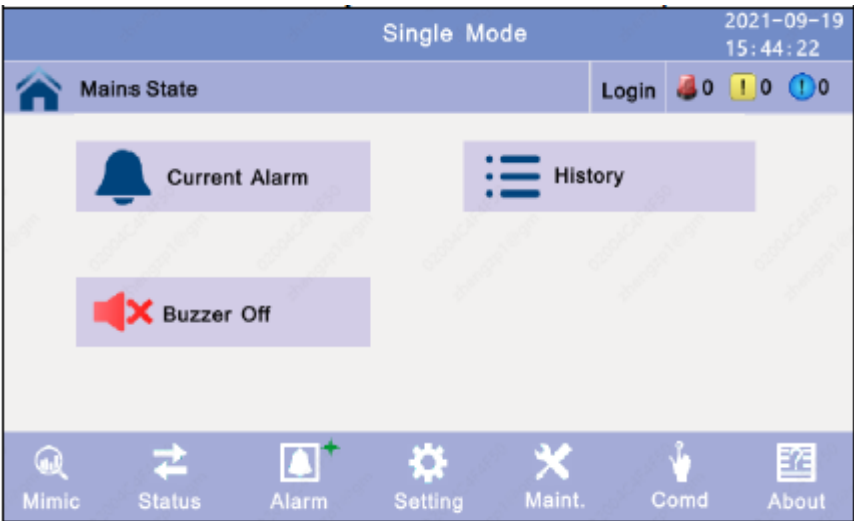 Single Mode
2021-09-19
15:44:22
Mains State
Login
0
! 0
! 0
Current Alarm
History
Buzzer Off
Mimic
Status
Alarm
Setting
Maint.
Comd
About